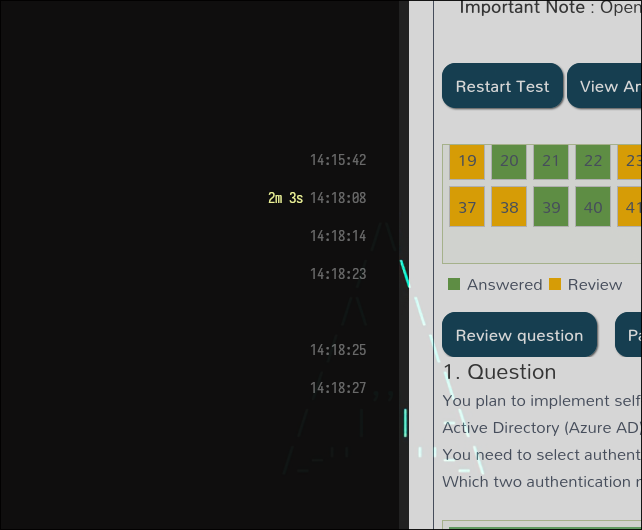 14:15:42
2m 3s 14:18:08
14:18:14
14:18:23
14:18:25
14:18:27
Important Note : Open
Restart Test View
19 20 21 22 23
37 38 39 40 41
Answered Review
Review question
1. Question
You plan to implement self
Active Directory (Azure AD)
You need to select authent
Which two authentication